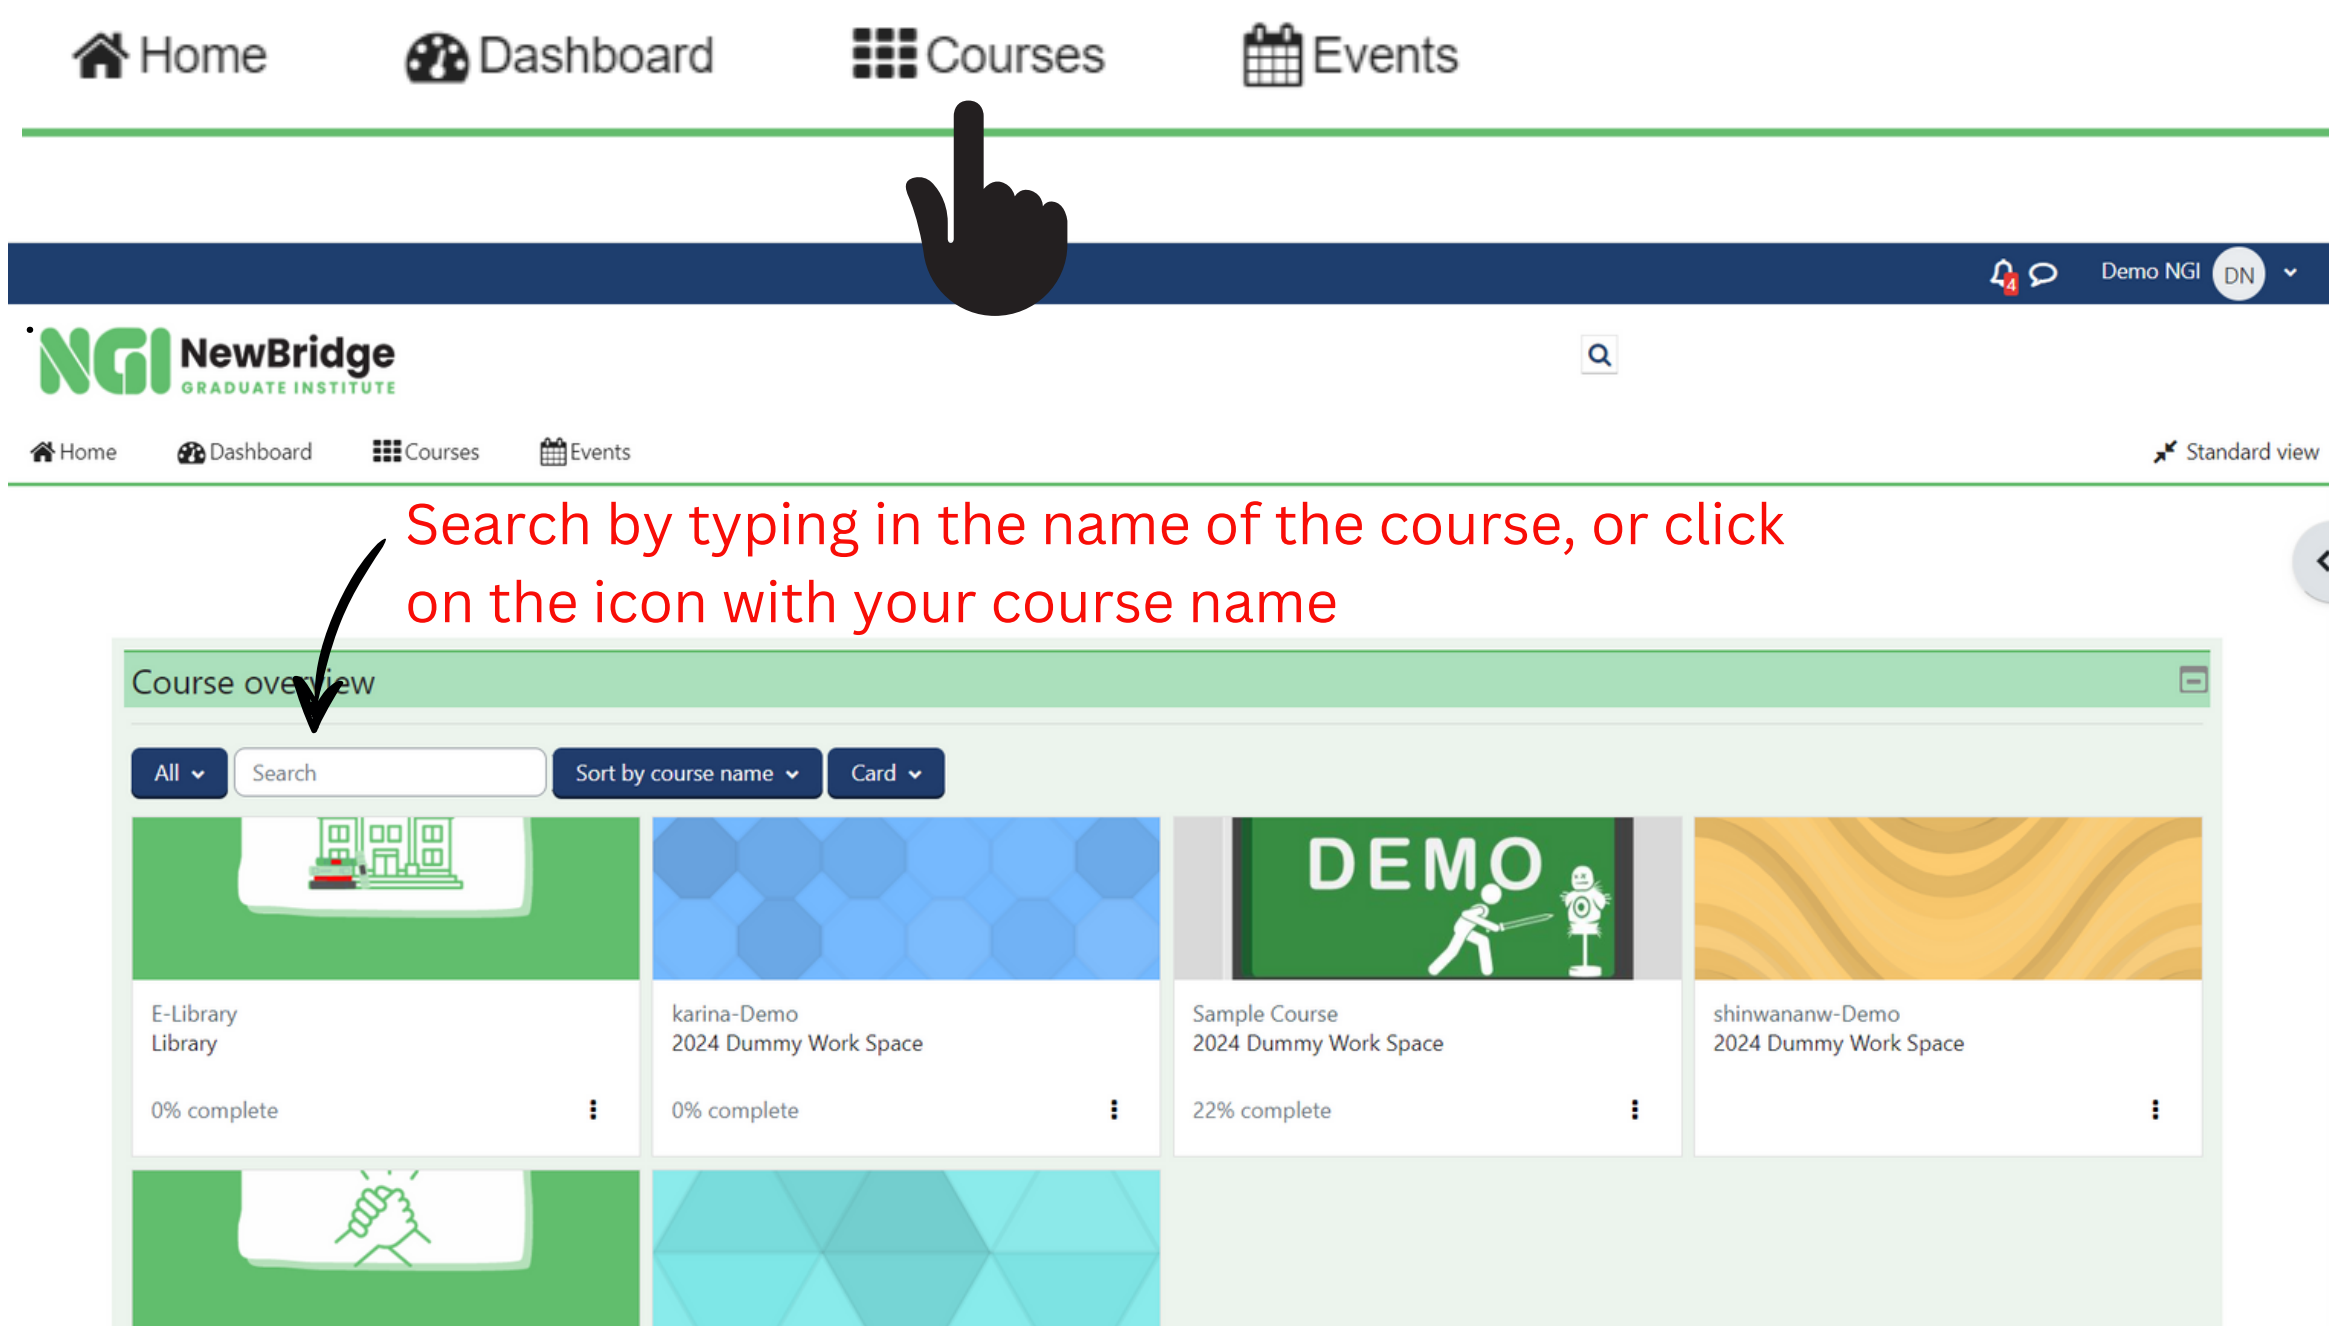 Home Dashboard Courses Events
4 Demo NGI DN
NGI NewBridge
GRADUATE INSTITUTE
Home Dashboard Courses Events Standard view
Search by typing in the name of the course, or click
on the icon with your course name
Course overview
All Search Sort by course name Card
DEMO
E-Library karina-Demo Sample Course shinwananw-Demo
Library 2024 Dummy Work Space 2024 Dummy Work Space 2024 Dummy Work Space
0% complete 0% complete 22% complete